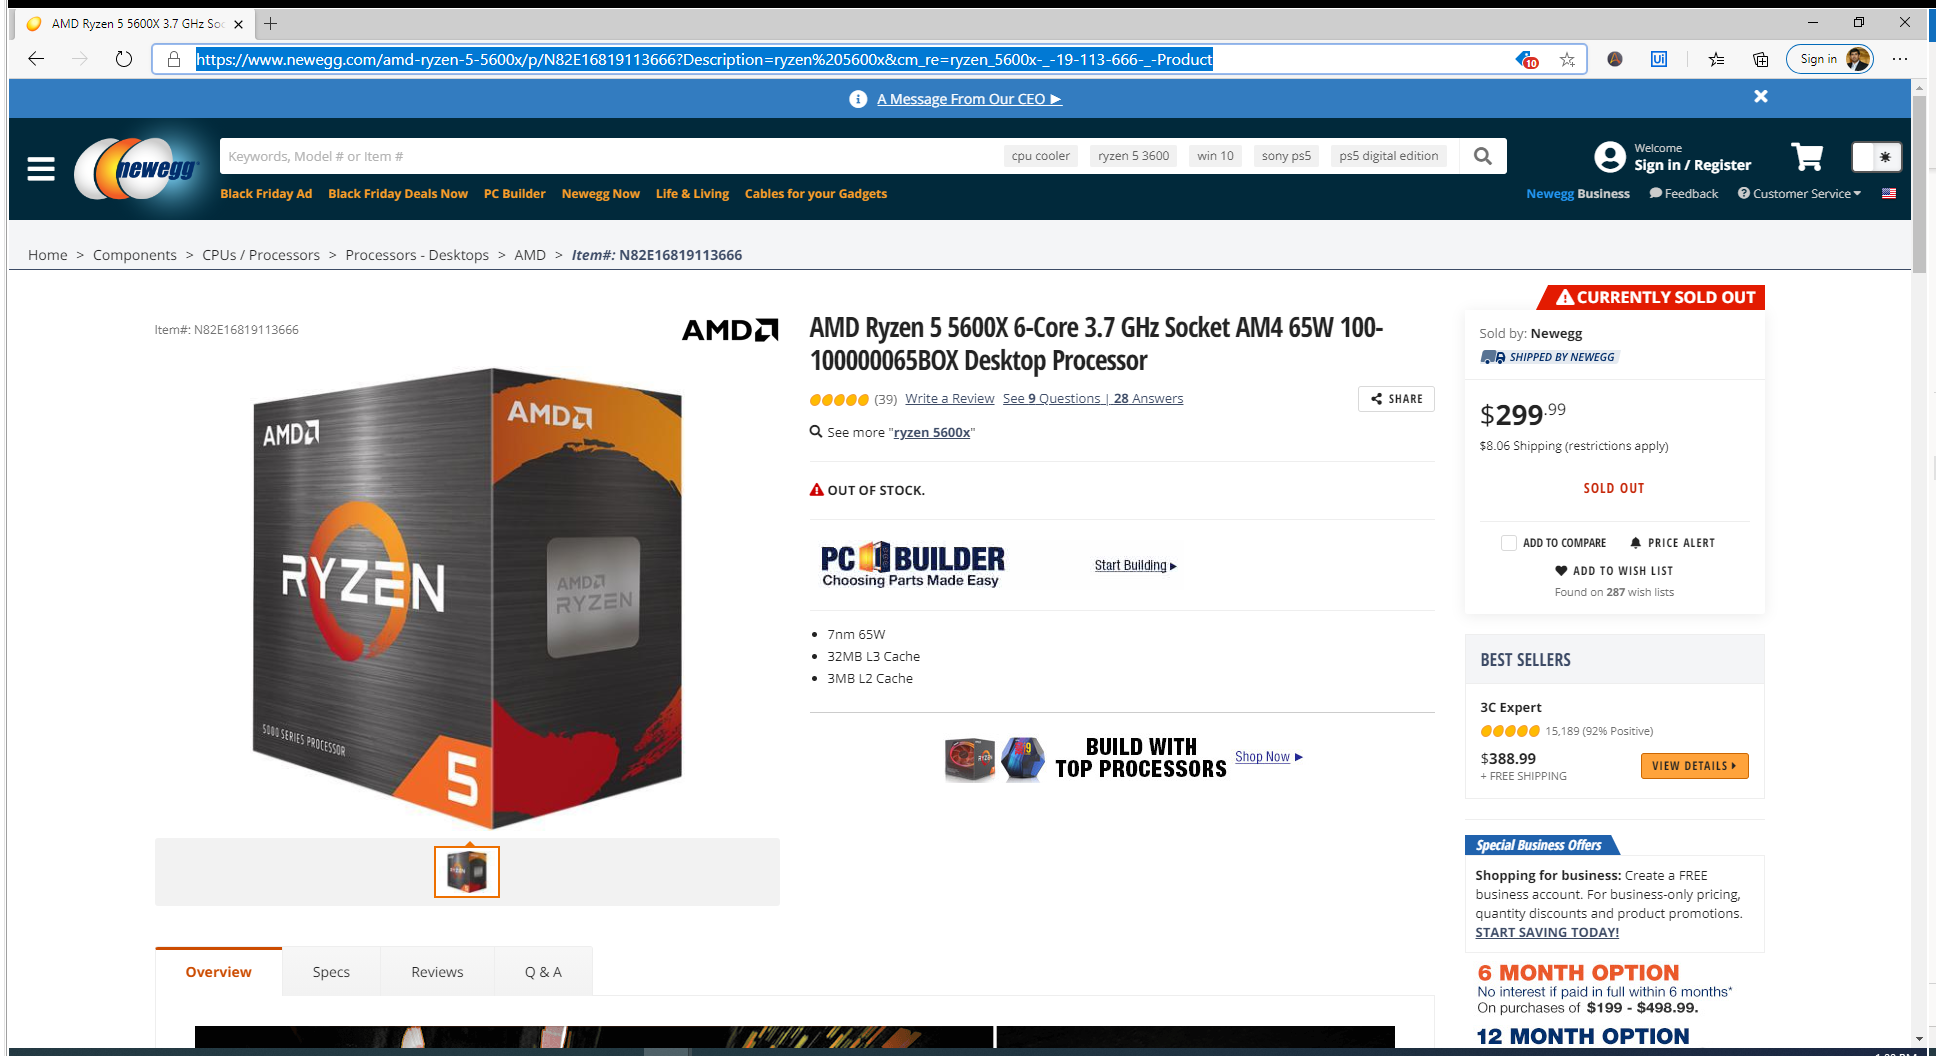 AMD Ryzen 5 5600X 3.7 GHz Soc
https://www.newegg.com/amd-ryzen-5-5600x/p/N82E16819113666?Description=ryzen%205600x&cm_re=ryzen_5600x-_-19-113-666-_-Product
10
Sign in
A Message From Our CEO ▶
newegg
Keywords, Model # or Item #
cpu cooler
ryzen 5 3600
win 10
sony ps5
ps5 digital edition
Welcome
Sign in / Register
Black Friday Ad
Black Friday Deals Now
PC Builder
Newegg Now
Life & Living
Cables for your Gadgets
Newegg Business
Feedback
Customer Service
Home > Components > CPUs / Processors > Processors - Desktops > AMD > Item#: N82E16819113666
Item#: N82E16819113666
AMD
AMD
AMD
RYZEN
AMD
RYZEN
5000 SERIES PROCESSOR
5
AMD Ryzen 5 5600X 6-Core 3.7 GHz Socket AM4 65W 100-
100000065BOX Desktop Processor
(39) Write a Review See 9 Questions | 28 Answers
SHARE
See more "ryzen 5600x"
OUT OF STOCK.
PC BUILDER
Choosing Parts Made Easy
Start Building ▶
• 7nm 65W
• 32MB L3 Cache
• 3MB L2 Cache
BUILD WITH
TOP PROCESSORS
Shop Now ▶
CURRENTLY SOLD OUT
Sold by: Newegg
SHIPPED BY NEWEGG
$299.99
$8.06 Shipping (restrictions apply)
SOLD OUT
ADD TO COMPARE
PRICE ALERT
ADD TO WISH LIST
Found on 287 wish lists
BEST SELLERS
3C Expert
15,189 (92% Positive)
$388.99
+ FREE SHIPPING
VIEW DETAILS
Special Business Offers
Shopping for business: Create a FREE
business account. For business-only pricing,
quantity discounts and product promotions.
START SAVING TODAY!
6 MONTH OPTION
No interest if paid in full within 6 months*
On purchases of $199 - $498.99.
12 MONTH OPTION
Overview
Specs
Reviews
Q & A